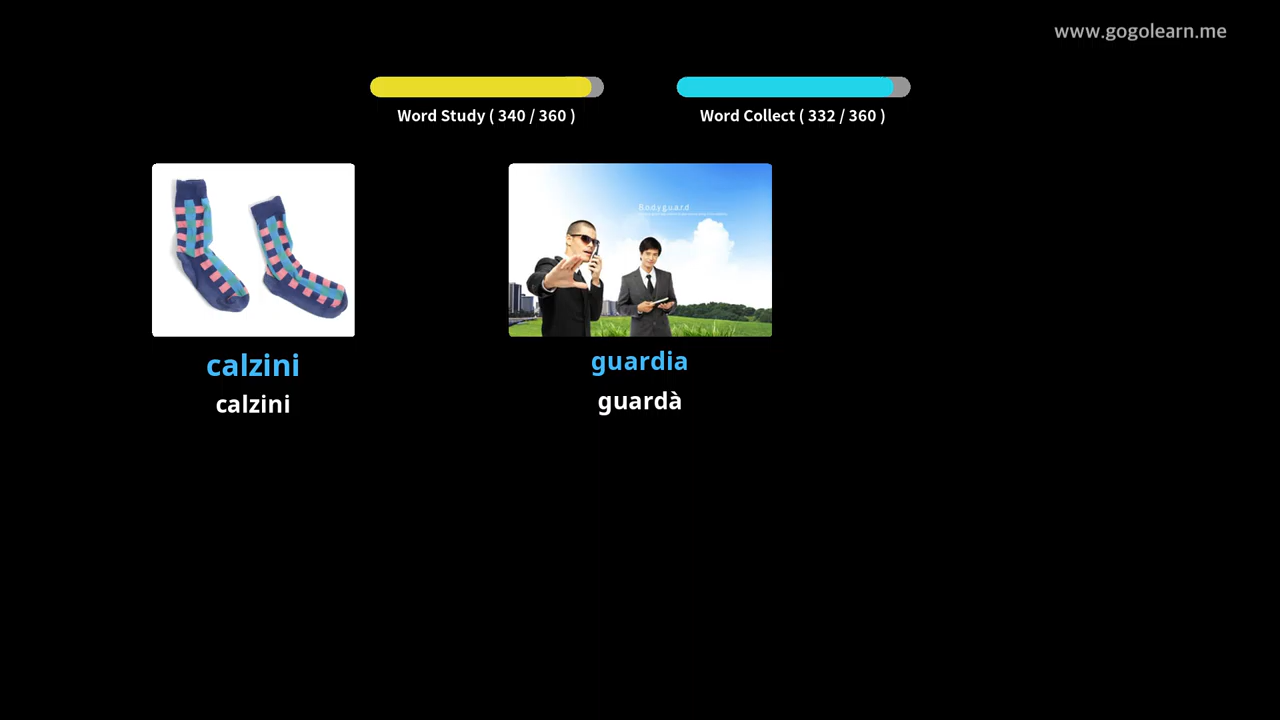 www.gogolearn.me
Word Study ( 340 / 360 )
Word Collect ( 332 / 360 )
Bodyguard
calzini
calzini
guardia
guardà